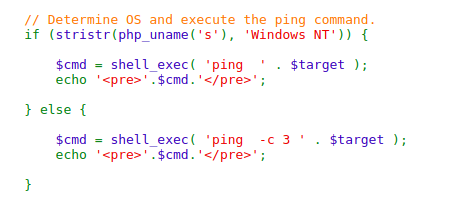 // Determine OS and execute the ping command.
if (stristr(php_uname('s'), 'Windows NT')) {
$cmd = shell_exec( 'ping  ' . $target );
echo '<pre>'.$cmd.'</pre>';
} else {
$cmd = shell_exec( 'ping  -c 3 ' . $target );
echo '<pre>'.$cmd.'</pre>';
}